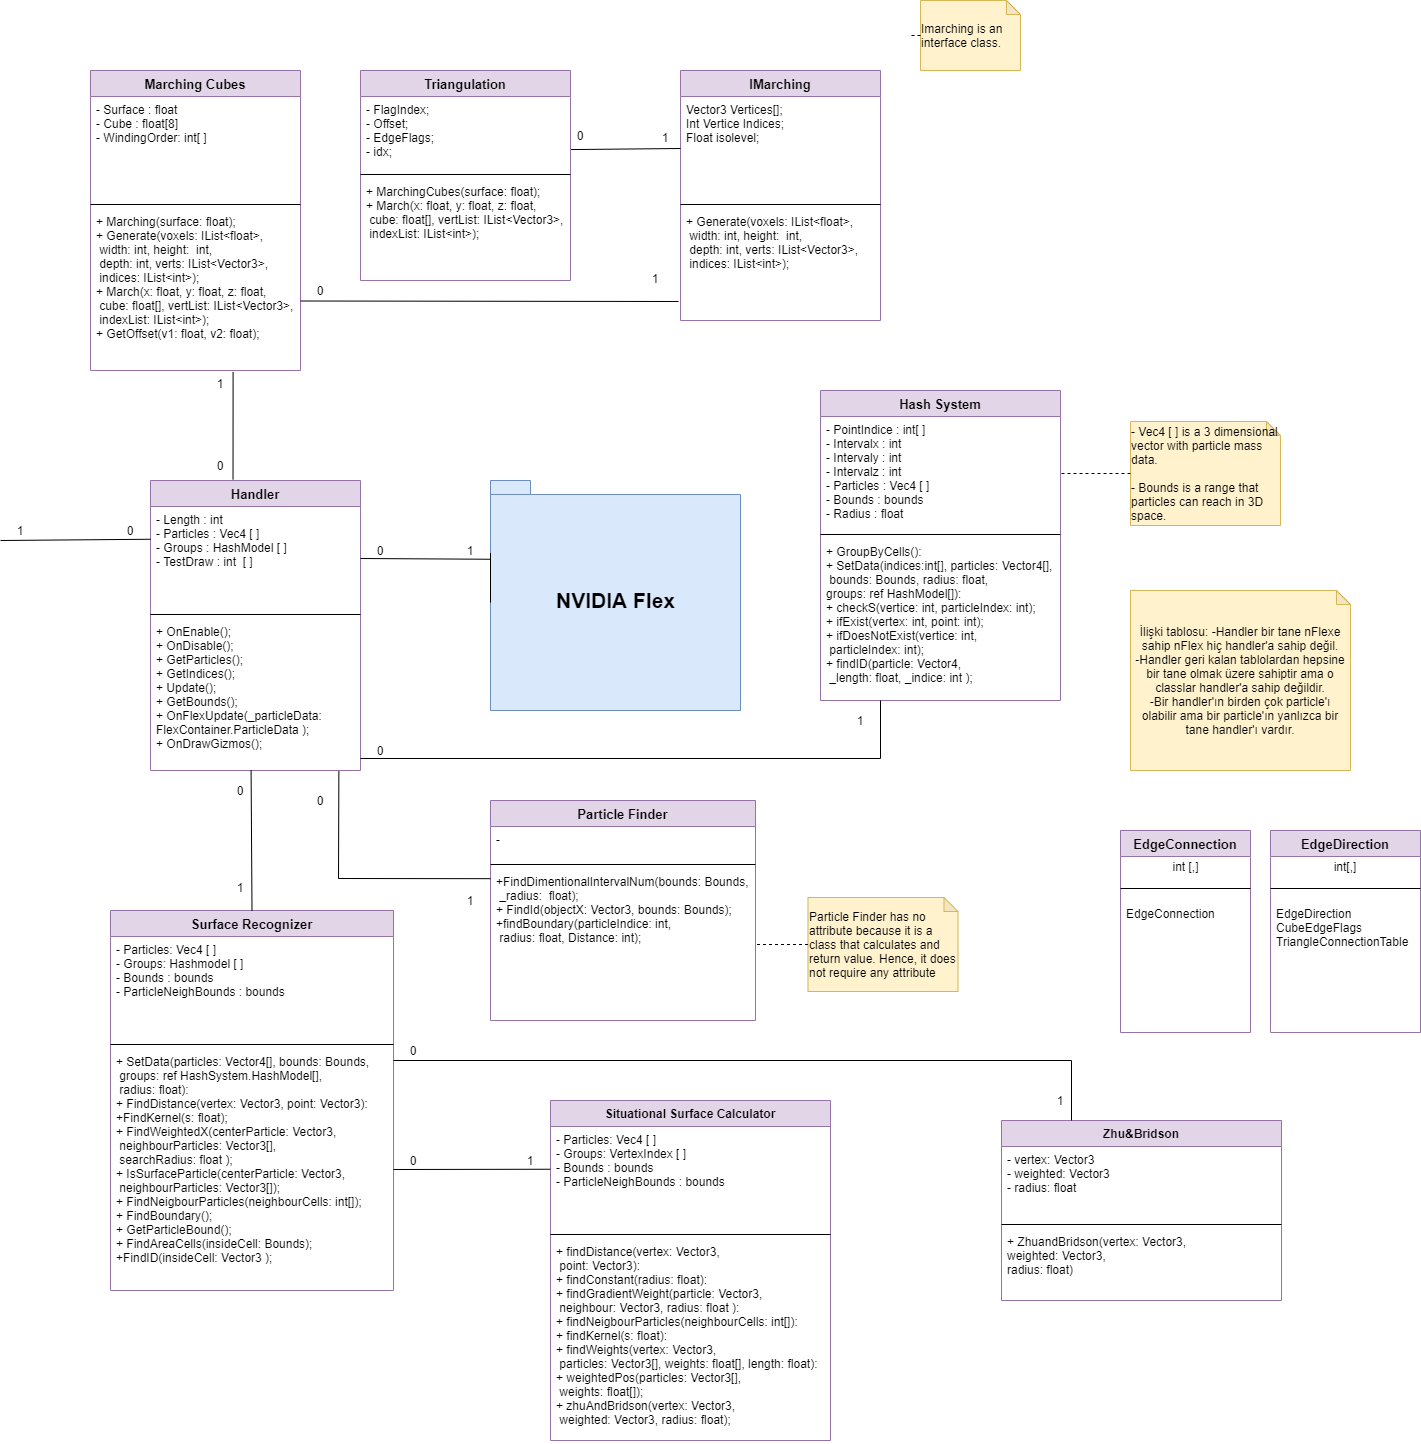 Imarching is an
interface class.
Marching Cubes
- Surface : float
- Cube : float[8]
- WindingOrder: int[ ]
+ Marching(surface: float);
+ Generate(voxels: IList<float>,
width: int, height:  int,
depth: int, verts: IList<Vector3>,
indices: IList<int>);
+ March(x: float, y: float, z: float,
cube: float[], vertList: IList<Vector3>,
indexList: IList<int>);
+ GetOffset(v1: float, v2: float);
Triangulation
- FlagIndex;
- Offset;
- EdgeFlags;
- idx;
+ MarchingCubes(surface: float);
+ March(x: float, y: float, z: float,
cube: float[], vertList: IList<Vector3>,
indexList: IList<int>);
0
1
IMarching
Vector3 Vertices[];
Int Vertice Indices;
Float isolevel;
+ Generate(voxels: IList<float>,
width: int, height:  int,
depth: int, verts: IList<Vector3>,
indices: IList<int>);
0
1
1
0
Handler
- Length : int
- Particles : Vec4 [ ]
- Groups : HashModel [ ]
- TestDraw : int  [ ]
+ OnEnable();
+ OnDisable();
+ GetParticles();
+ GetIndices();
+ Update();
+ GetBounds();
+ OnFlexUpdate(_particleData:
FlexContainer.ParticleData );
+ OnDrawGizmos();
1
0
0
1
NVIDIA Flex
Hash System
- PointIndice : int[ ]
- Intervalx : int
- Intervaly : int
- Intervalz : int
- Particles : Vec4 [ ]
- Bounds : bounds
- Radius : float
+ GroupByCells():
+ SetData(indices:int[], particles: Vector4[],
bounds: Bounds, radius: float,
groups: ref HashModel[]):
+ checkS(vertice: int, particleIndex: int);
+ ifExist(vertex: int, point: int);
+ ifDoesNotExist(vertice: int,
particleIndex: int);
+ findID(particle: Vector4,
_length: float, _indice: int );
- Vec4 [ ] is a 3 dimensional
vector with particle mass
data.
- Bounds is a range that
particles can reach in 3D
space.
İlişki tablosu: -Handler bir tane nFlexe
sahip nFlex hiç handler'a sahip değil.
-Handler geri kalan tablolardan hepsine
bir tane olmak üzere sahiptir ama o
classlar handler'a sahip değildir.
-Bir handler'ın birden çok particle'ı
olabilir ama bir particle'ın yanlızca bir
tane handler'ı vardır.
1
0
0
0
1
1
Particle Finder
-
+FindDimentionalIntervalNum(bounds: Bounds,
_radius:  float);
+ FindId(objectX: Vector3, bounds: Bounds);
+findBoundary(particleIndice: int,
radius: float, Distance: int);
Particle Finder has no
attribute because it is a
class that calculates and
return value. Hence, it does
not require any attribute
EdgeConnection
int [,]
EdgeConnection
EdgeDirection
int[,]
EdgeDirection
CubeEdgeFlags
TriangleConnectionTable
Surface Recognizer
- Particles: Vec4 [ ]
- Groups: Hashmodel [ ]
- Bounds : bounds
- ParticleNeighBounds : bounds
+ SetData(particles: Vector4[], bounds: Bounds,
groups: ref HashSystem.HashModel[],
radius: float):
+ FindDistance(vertex: Vector3, point: Vector3):
+FindKernel(s: float);
+ FindWeightedX(centerParticle: Vector3,
neighbourParticles: Vector3[],
searchRadius: float );
+ IsSurfaceParticle(centerParticle: Vector3,
neighbourParticles: Vector3[]);
+ FindNeigbourParticles(neighbourCells: int[]);
+ FindBoundary();
+ GetParticleBound();
+ FindAreaCells(insideCell: Bounds);
+FindID(insideCell: Vector3 );
0
1
0
1
Situational Surface Calculator
- Particles: Vec4 [ ]
- Groups: VertexIndex [ ]
- Bounds : bounds
- ParticleNeighBounds : bounds
+ findDistance(vertex: Vector3,
point: Vector3):
+ findConstant(radius: float):
+ findGradientWeight(particle: Vector3,
neighbour: Vector3, radius: float ):
+ findNeigbourParticles(neighbourCells: int[]):
+ findKernel(s: float):
+ findWeights(vertex: Vector3,
particles: Vector3[], weights: float[], length: float):
+ weightedPos(particles: Vector3[],
weights: float[]);
+ zhuAndBridson(vertex: Vector3,
weighted: Vector3, radius: float);
Zhu&Bridson
- vertex: Vector3
- weighted: Vector3
- radius: float
+ ZhuandBridson(vertex: Vector3,
weighted: Vector3,
radius: float)